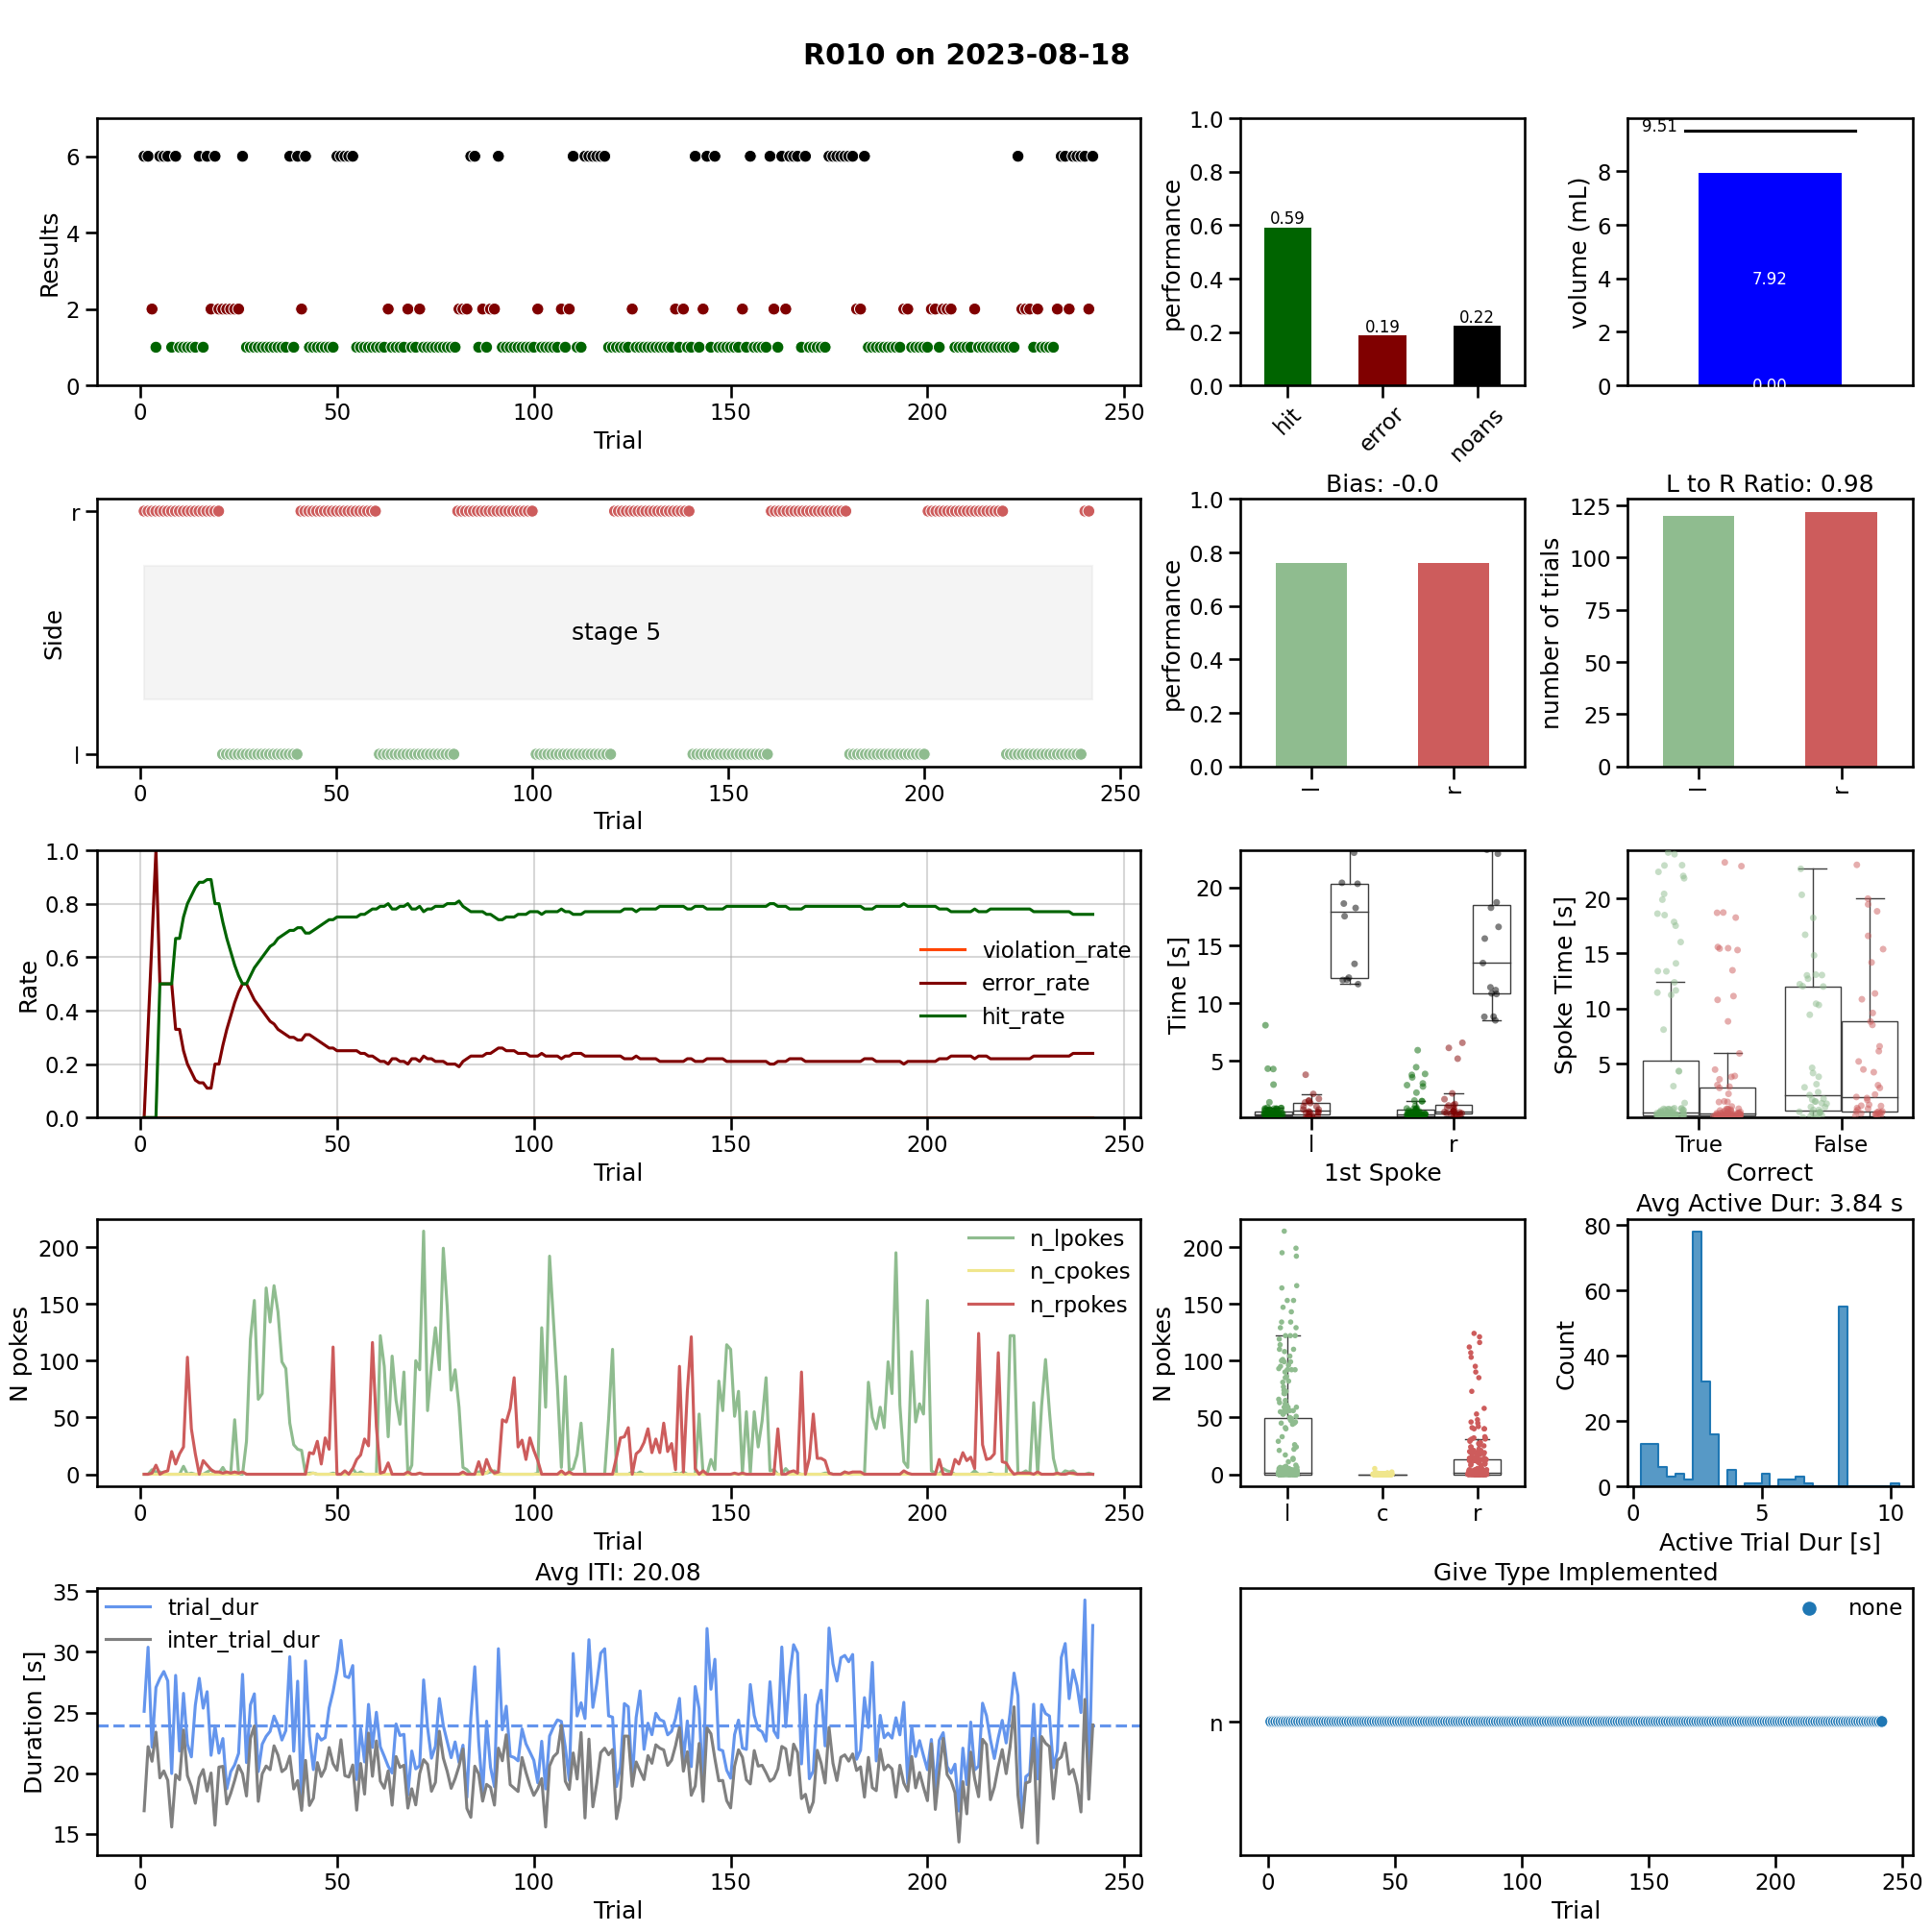 R010 on 2023-08-18
Results
6
4
2
0
0
50
100
150
200
250
Trial
performance
1.0
0.8
0.6
0.4
0.2
0.0
0.59
0.19
0.22
hit
error
noans
volume (mL)
8
6
4
2
0
9.51
7.92
0.00
Side
r
l
stage 5
0
50
100
150
200
250
Trial
Bias: -0.0
performance
1.0
0.8
0.6
0.4
0.2
0.0
l
r
L to R Ratio: 0.98
number of trials
125
100
75
50
25
0
l
r
Rate
1.0
0.8
0.6
0.4
0.2
0.0
violation_rate
error_rate
hit_rate
0
50
100
150
200
250
Trial
Time [s]
20
15
10
5
l
r
1st Spoke
Spoke Time [s]
20
15
10
5
True
False
Correct
N pokes
200
150
100
50
0
n_lpokes
n_cpokes
n_rpokes
0
50
100
150
200
250
Trial
N pokes
200
150
100
50
0
l
c
r
Avg Active Dur: 3.84 s
Count
80
60
40
20
0
0
5
10
Active Trial Dur [s]
Avg ITI: 20.08
Duration [s]
35
30
25
20
15
trial_dur
inter_trial_dur
0
50
100
150
200
250
Trial
Give Type Implemented
none
n
0
50
100
150
200
250
Trial